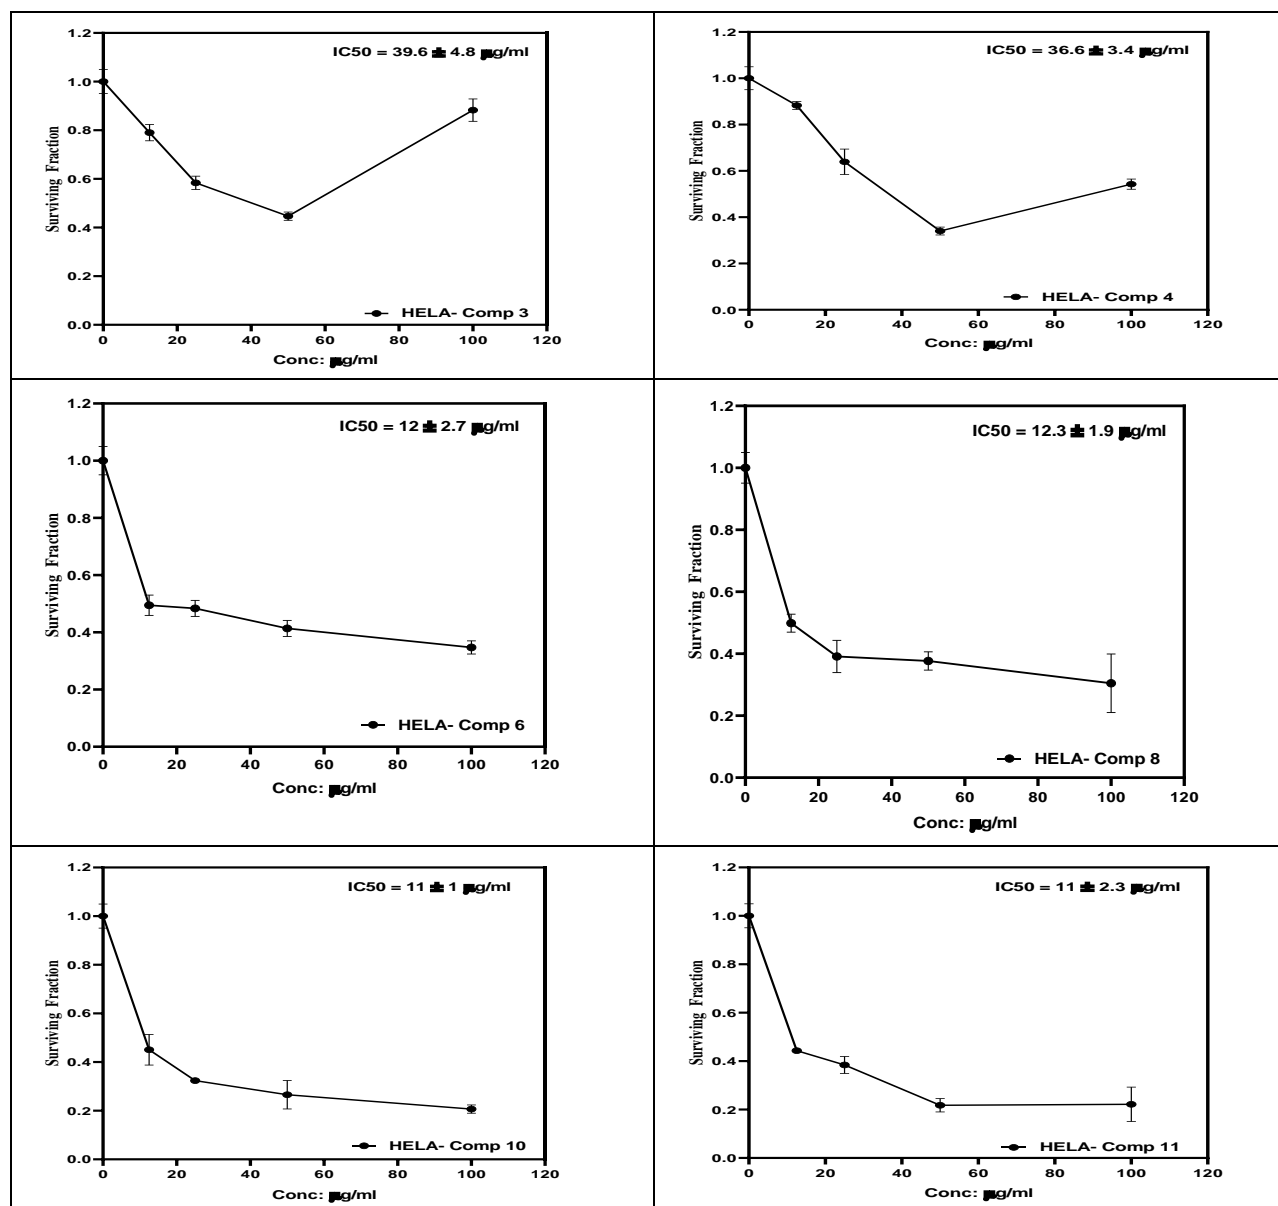 1.2
IC50 = 39.6 ± 4.8 µg/ml
1.0
0.8
0.6
0.4
0.2
0.0
Surviving Fraction
HELA- Comp 3
0 20 40 60 80 100 120
Conc: µg/ml
1.2
IC50 = 36.6 ± 3.4 µg/ml
1.0
0.8
0.6
0.4
0.2
0.0
Surviving Fraction
HELA- Comp 4
0 20 40 60 80 100 120
Conc: µg/ml
1.2
IC50 = 12 ± 2.7 µg/ml
1.0
0.8
0.6
0.4
0.2
0.0
Surviving Fraction
HELA- Comp 6
0 20 40 60 80 100 120
Conc: µg/ml
1.2
IC50 = 12.3 ± 1.9 µg/ml
1.0
0.8
0.6
0.4
0.2
0.0
Surviving Fraction
HELA- Comp 8
0 20 40 60 80 100 120
Conc: µg/ml
1.2
IC50 = 11 ± 1 µg/ml
1.0
0.8
0.6
0.4
0.2
0.0
Surviving Fraction
HELA- Comp 10
0 20 40 60 80 100 120
Conc: µg/ml
1.2
IC50 = 11 ± 2.3 µg/ml
1.0
0.8
0.6
0.4
0.2
0.0
Surviving Fraction
HELA- Comp 11
0 20 40 60 80 100 120
Conc: µg/ml